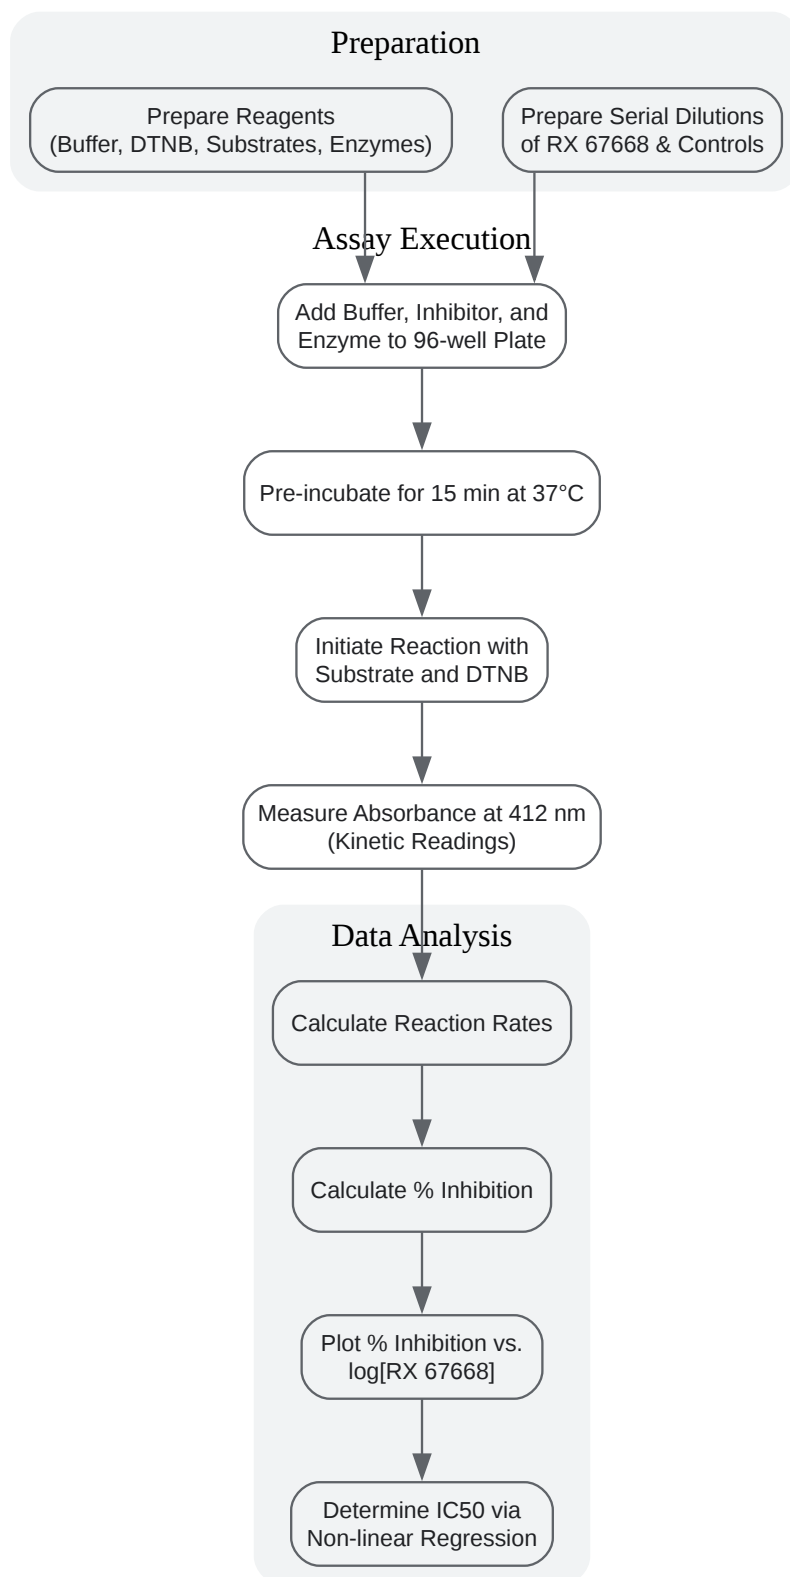 Preparation
Prepare Reagents
(Buffer, DTNB, Substrates, Enzymes)
Prepare Serial Dilutions
of RX 67668 & Controls
Assay Execution
Add Buffer, Inhibitor, and
Enzyme to 96-well Plate
Pre-incubate for 15 min at 37°C
Initiate Reaction with
Substrate and DTNB
Measure Absorbance at 412 nm
(Kinetic Readings)
Data Analysis
Calculate Reaction Rates
Calculate % Inhibition
Plot % Inhibition vs.
log[RX 67668]
Determine IC50 via
Non-linear Regression